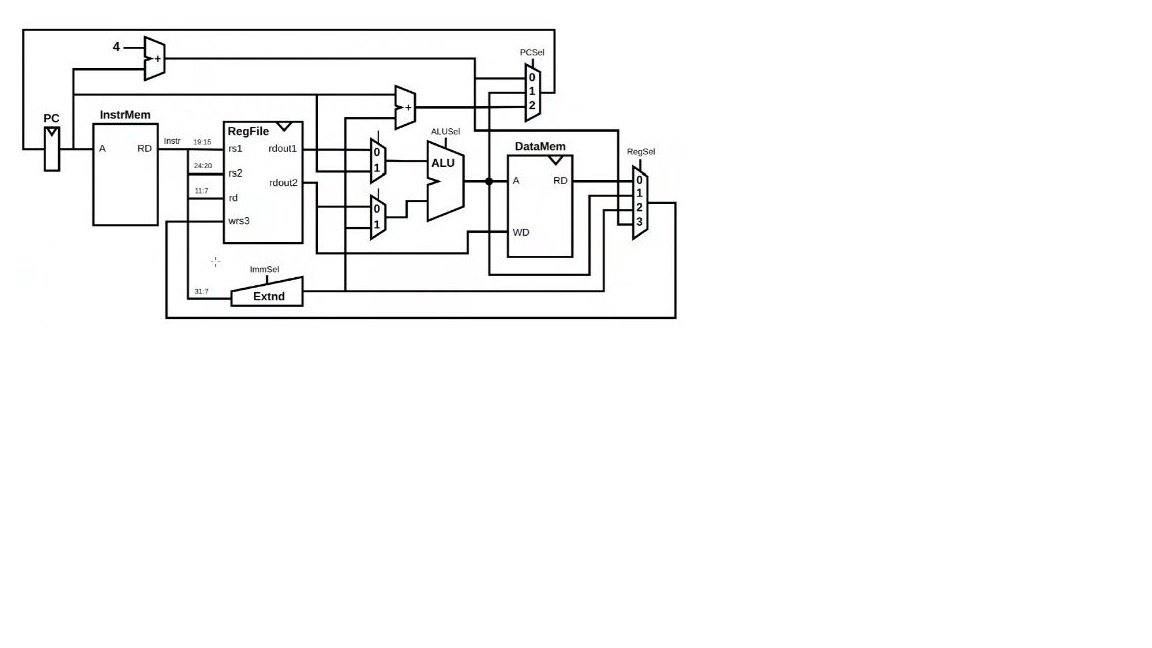 4
+
PCSel
0
1
2
+
PC
InstrMem
A
RD
Instr
19:15
24:20
11:7
31:7
RegFile
rs1
rs2
rd
wrs3
rdout1
rdout2
0
1
0
1
ALUSel
ALU
DataMem
A
RD
WD
RegSel
0
1
2
3
ImmSel
Extnd